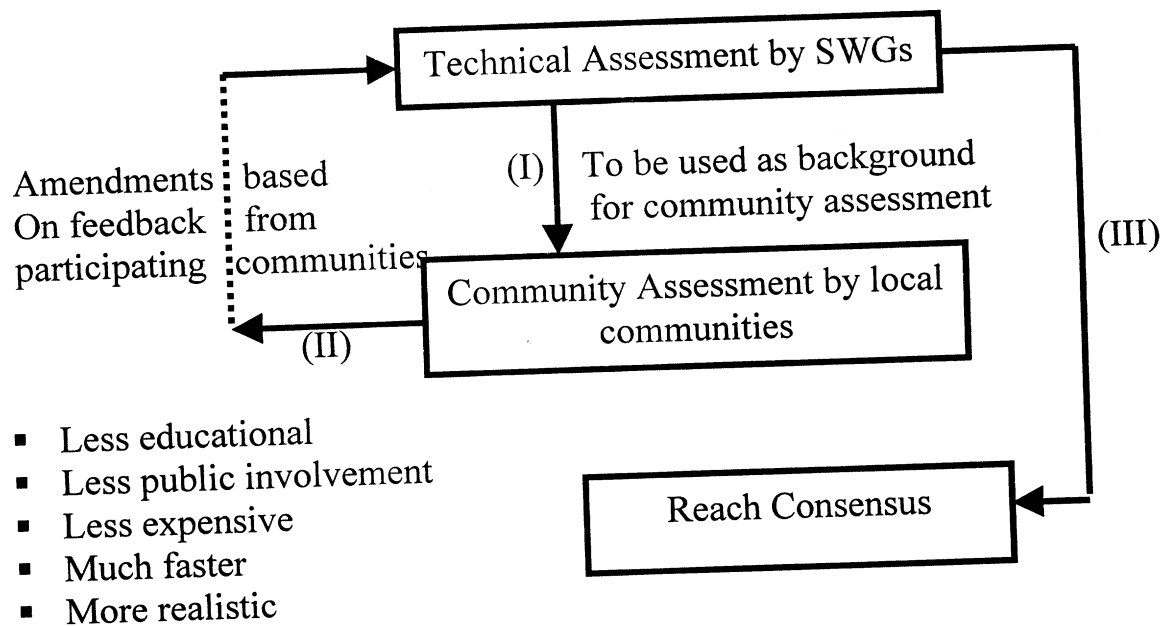 Technical Assessment by SWGs
(I)
To be used as background
for community assessment
Amendments based
On feedback from
participating communities
(III)
Community Assessment by local
communities
(II)
▪ Less educational
▪ Less public involvement
▪ Less expensive
▪ Much faster
▪ More realistic
Reach Consensus